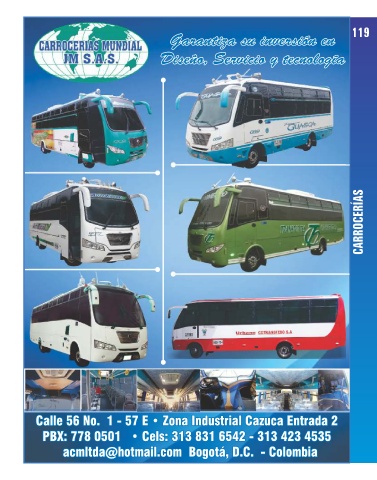 CARROCERIAS MUNDIAL
JM S.A.S.
Garantiza su inversión en
Diseño, Servicio y tecnología
119
CARROCERÍAS
Calle 56 No. 1 - 57 E • Zona Industrial Cazuca Entrada 2
PBX: 778 0501 • Cels: 313 831 6542 - 313 423 4535
acmltda@hotmail.com Bogotá, D.C. - Colombia